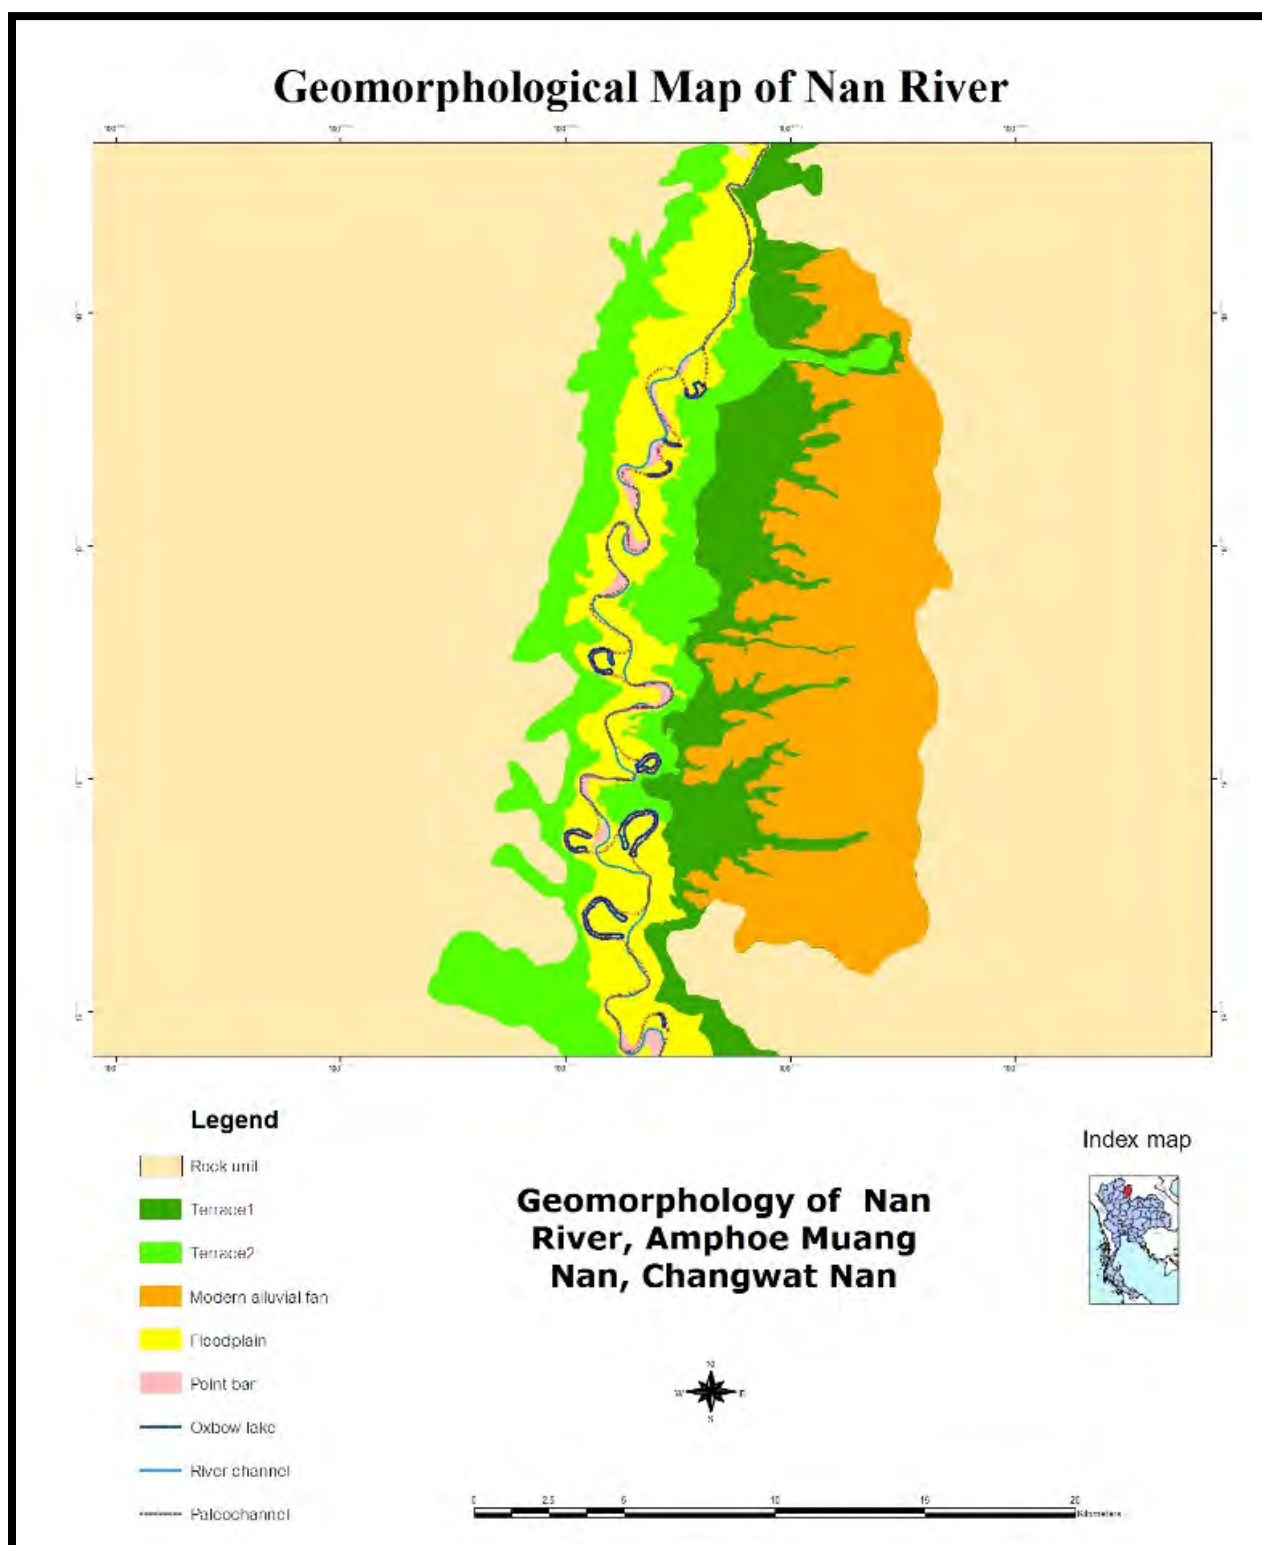 Geomorphological Map of Nan River
Legend
Rock unit
Terrace1
Terrace2
Modern alluvial fan
Floodplain
Point bar
Oxbow lake
River channel
Paleochannel
Geomorphology of Nan
River, Amphoe Muang
Nan, Changwat Nan
Index map
N
W E
S
0 2.5 5 10 15 20
Kilometers